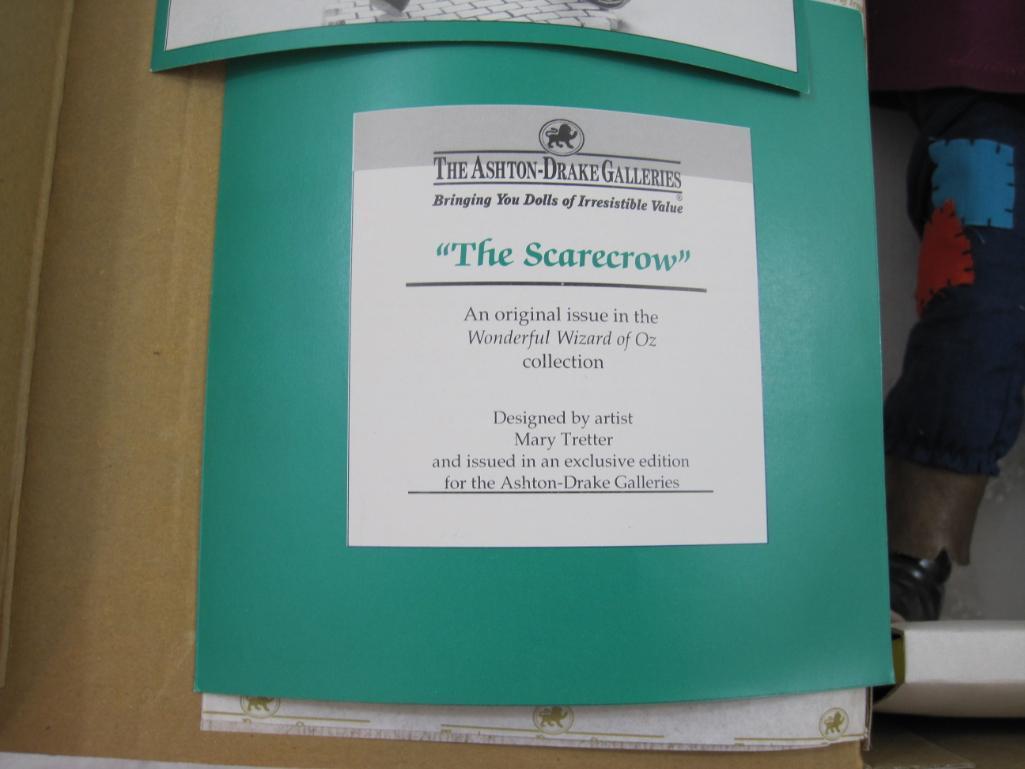 THE ASHTON-DRAKE GALLERIES
®
Bringing You Dolls of Irresistible Value
"The Scarecrow"
An original issue in the
Wonderful Wizard of Oz
collection
Designed by artist
Mary Tretter
and issued in an exclusive edition
for the Ashton-Drake Galleries